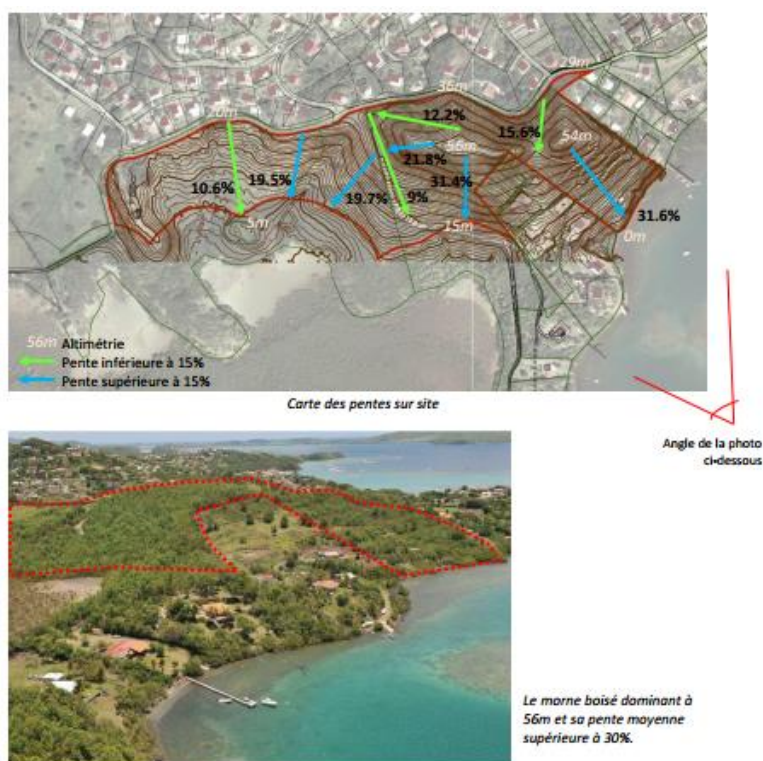 29m
36m
12.2%
0m
15.6%
54m
56m
21.8%
10.6%
19.5%
19.7%
9%
31.4%
31.6%
5m
15m
0m
56m Altimétrie
Pente inférieure à 15%
Pente supérieure à 15%
Carte des pentes sur site
Angle de la photo
ci-dessous
Le morne boisé dominant à
56m et sa pente moyenne
supérieure à 30%.